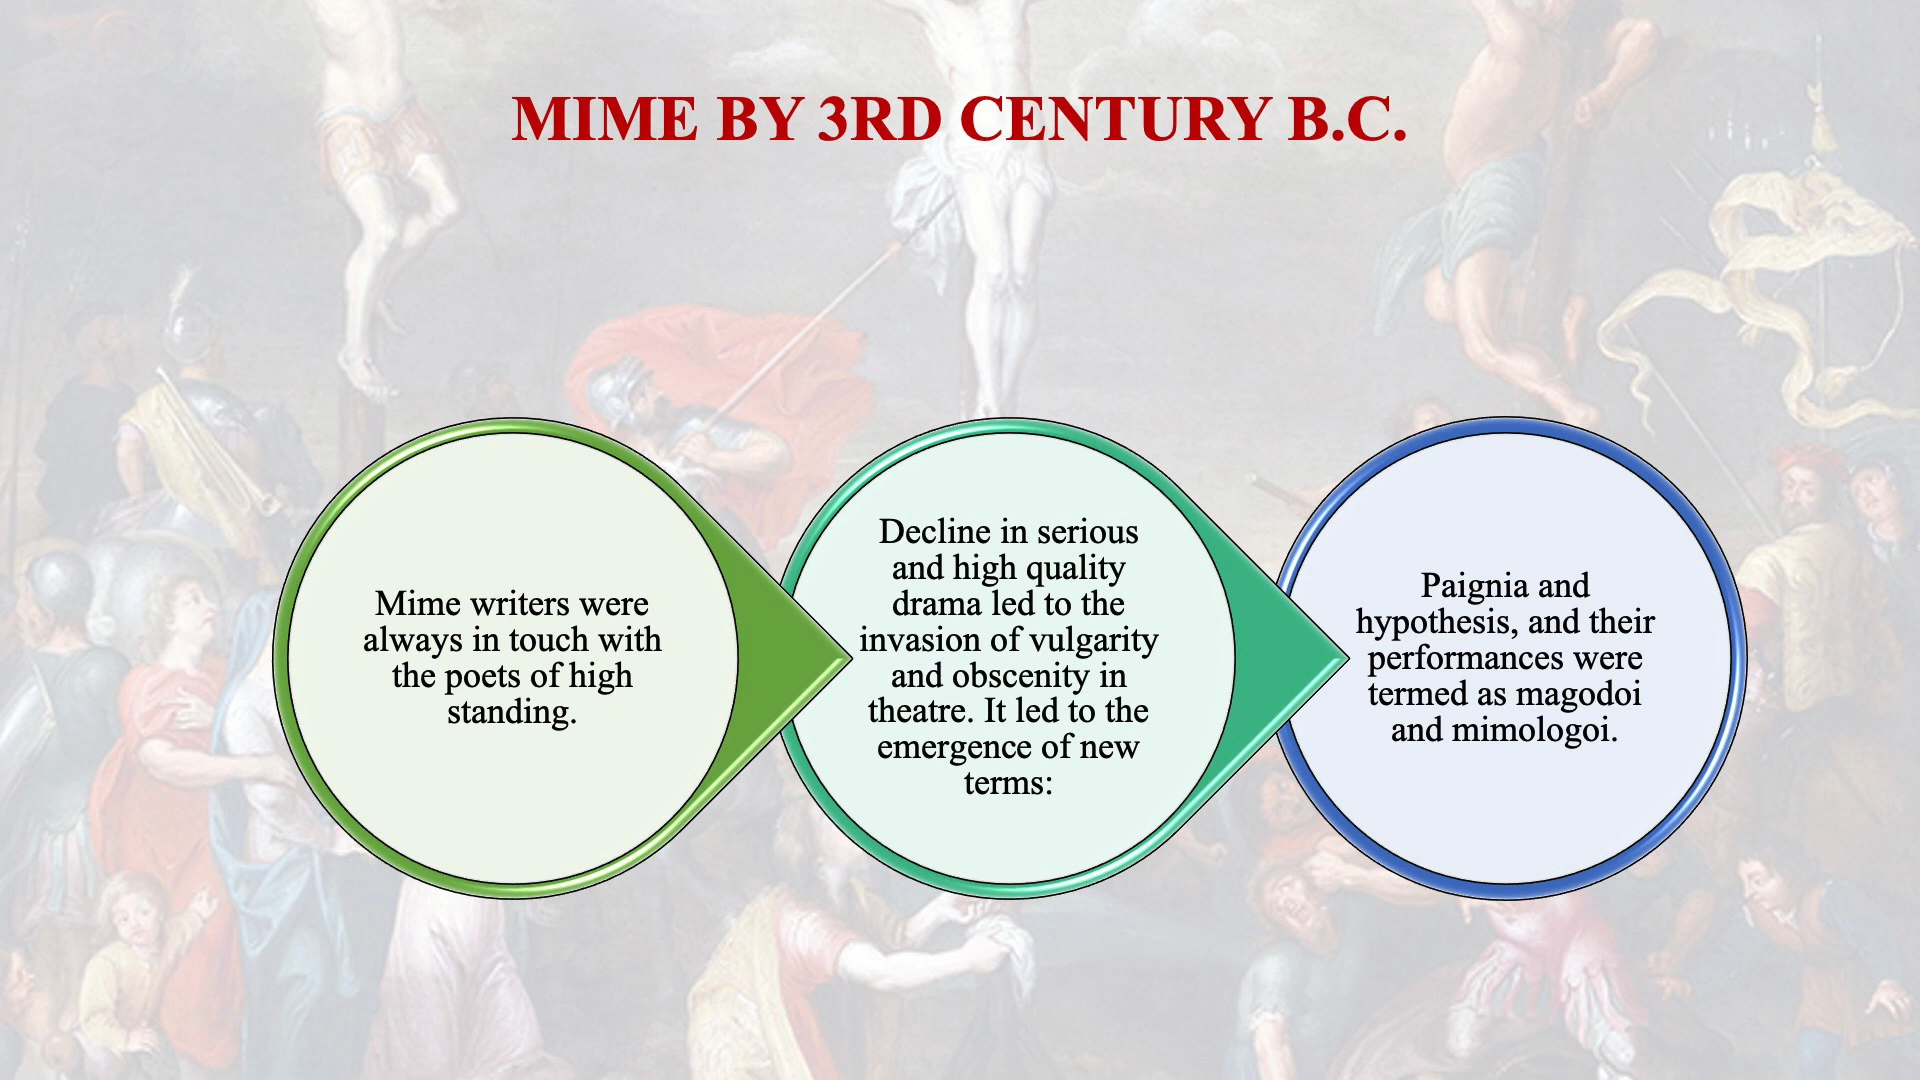 MIME BY 3RD CENTURY B.C.
Mime writers were
always in touch with
the poets of high
standing.
Decline in serious
and high quality
drama led to the
invasion of vulgarity
and obscenity in
theatre. It led to the
emergence of new
terms:
Paignia and
hypothesis, and their
performances were
termed as magodoi
and mimologoi.